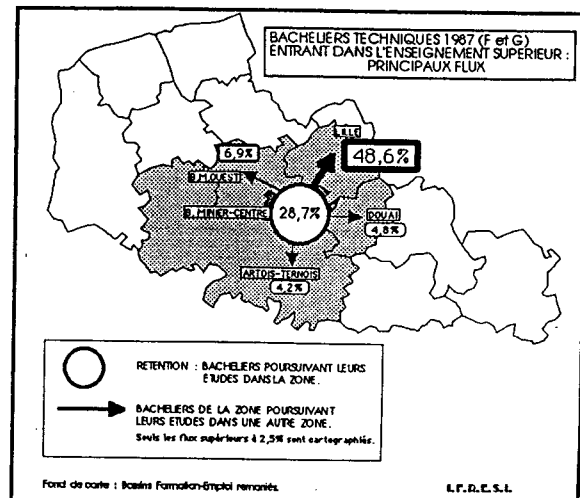 BACHELIERS TECHNIQUES 1987 (F et G)
ENTRANT DANS L'ENSEIGNEMENT SUPERIEUR :
PRINCIPAUX FLUX
LILLE
6,9%
48,6%
B.M.OUEST
B.MINIER-CENTRE
28,7%
DOUAI
4,8%
ARTOIS-TERNOIS
4,2%
RETENTION : BACHELIERS POURSUIVANT LEURS
ETUDES DANS LA ZONE.
BACHELIERS DE LA ZONE POURSUIVANT
LEURS ETUDES DANS UNE AUTRE ZONE.
Seuls les flux supérieurs à 2,5% sont cartographiés.
Fond de carte : Bassins Formation-Emploi remaniés.
I.F.R.E.S.I.